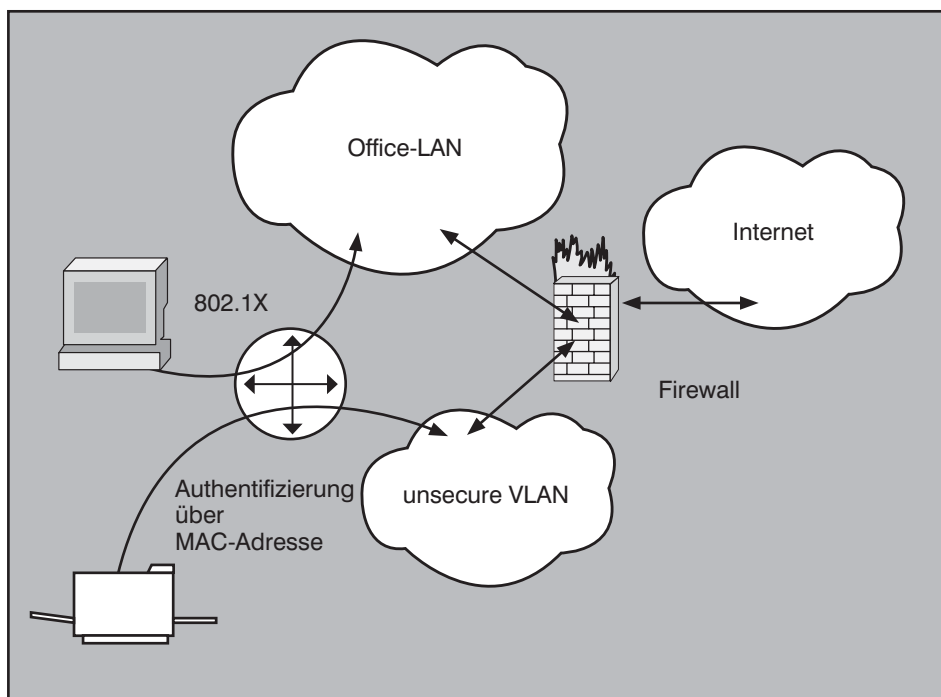 Office-LAN
Internet
802.1X
Firewall
unsecure VLAN
Authentifizierung
über
MAC-Adresse